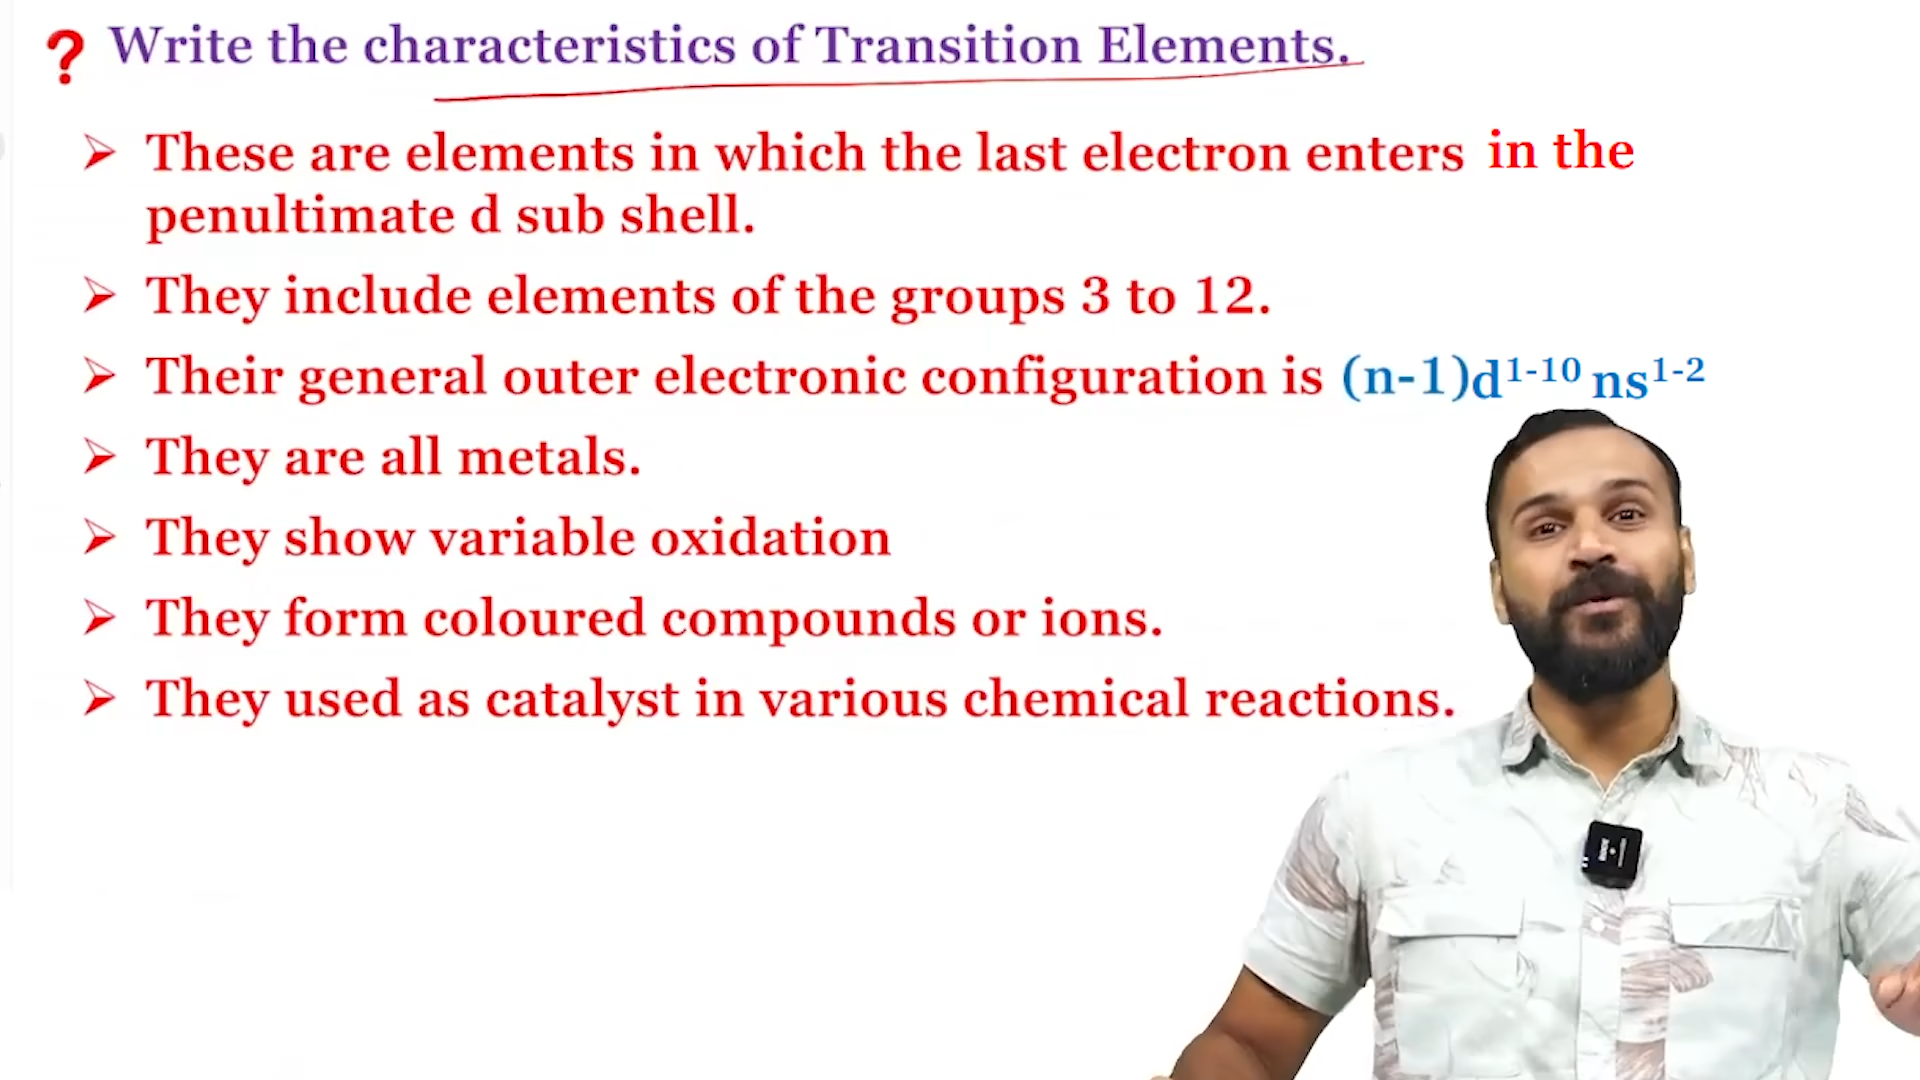 ? Write the characteristics of Transition Elements.
➢ These are elements in which the last electron enters in the
penultimate d sub shell.
➢ They include elements of the groups 3 to 12.
➢ Their general outer electronic configuration is (n-1)d¹⁻¹⁰ ns¹⁻²
➢ They are all metals.
➢ They show variable oxidation
➢ They form coloured compounds or ions.
➢ They used as catalyst in various chemical reactions.